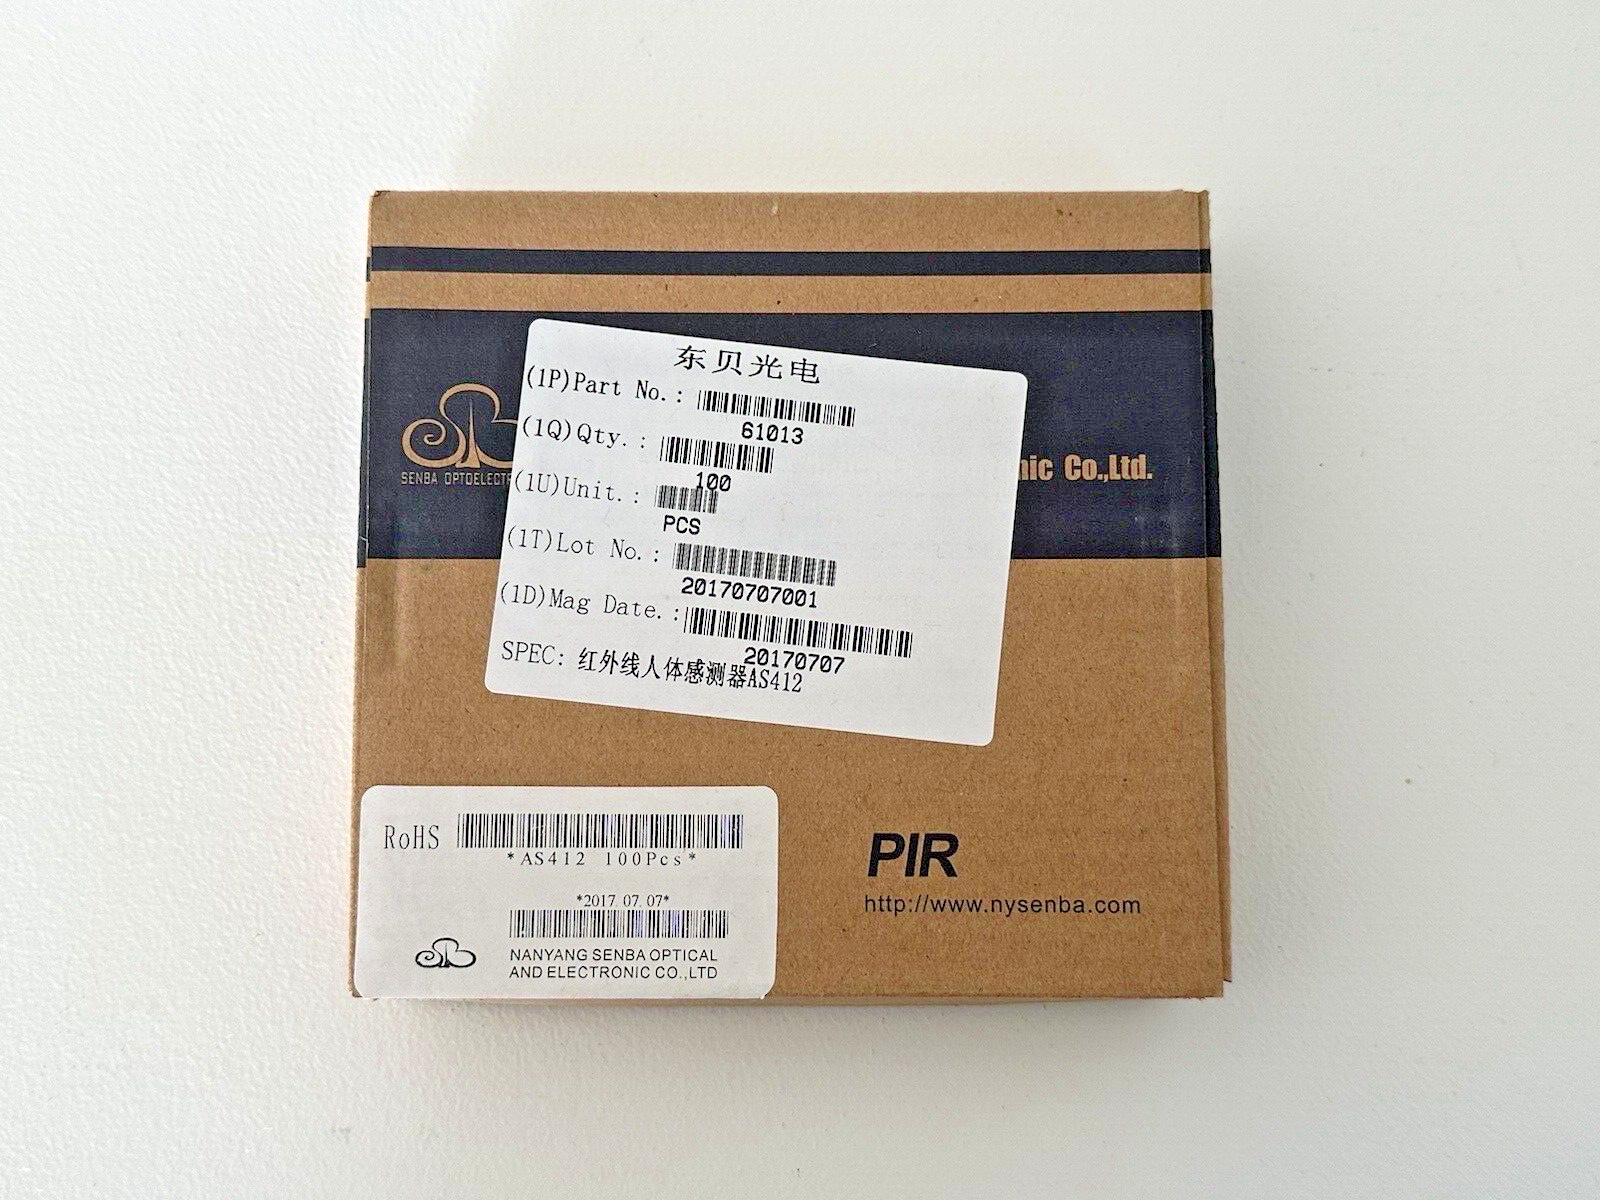 东贝光电
(1P)Part No.:
61013
(1Q)Qty.:
100
(1U)Unit.:
PCS
(1T)Lot No.:
20170707001
(1D)Mag Date.:
20170707
SPEC: 红外线人体感测器AS412
SENBA
nic Co.,Ltd.
RoHS
*AS412 100Pcs*
*2017.07.07*
NANYANG SENBA OPTICAL
AND ELECTRONIC CO.,LTD
PIR
http://www.nysenba.com